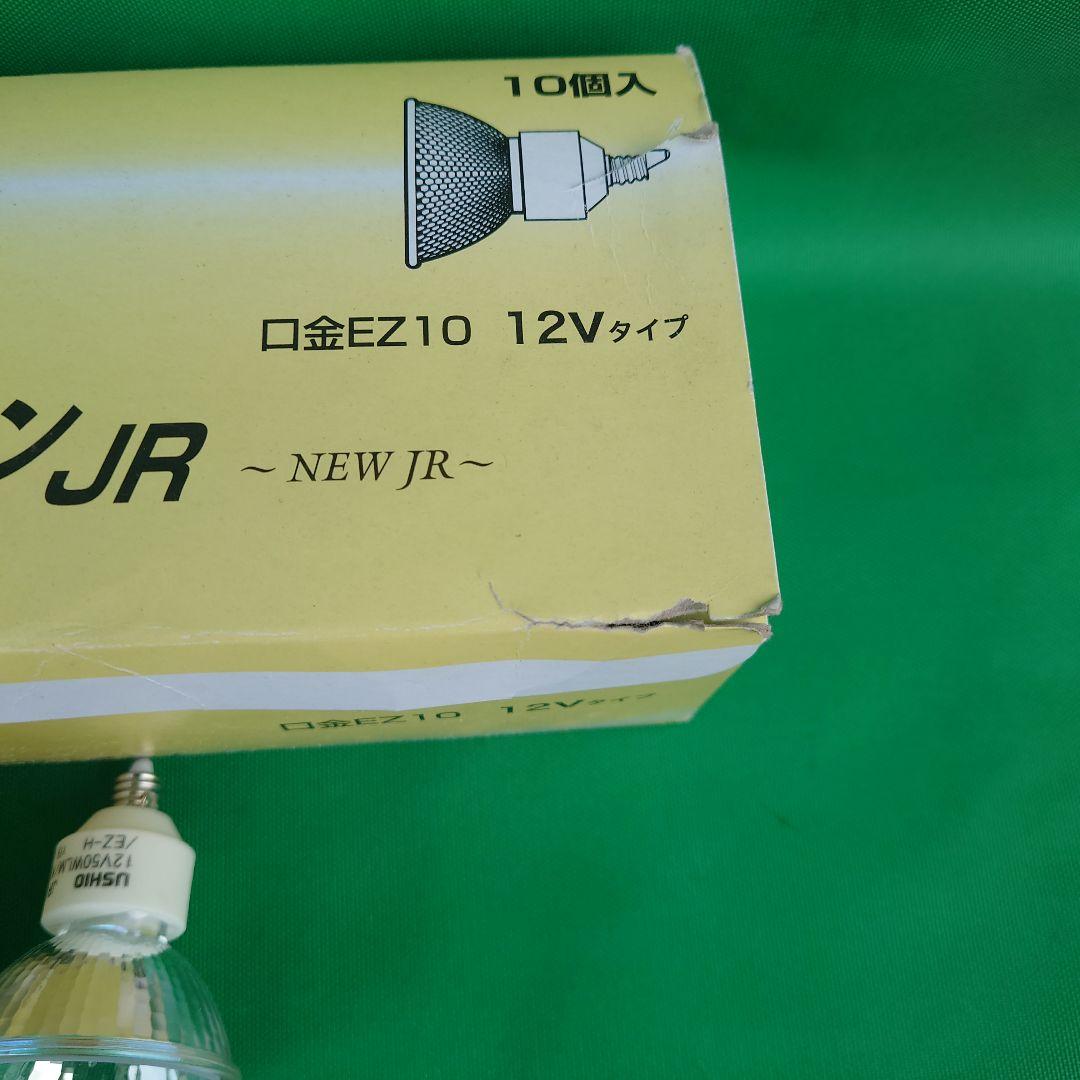 10個入
口金EZ10 12Vタイプ
ンJR ～NEW JR～
口金EZ10 12Vタイプ
USHIO
12V50WLM
/EZ-H